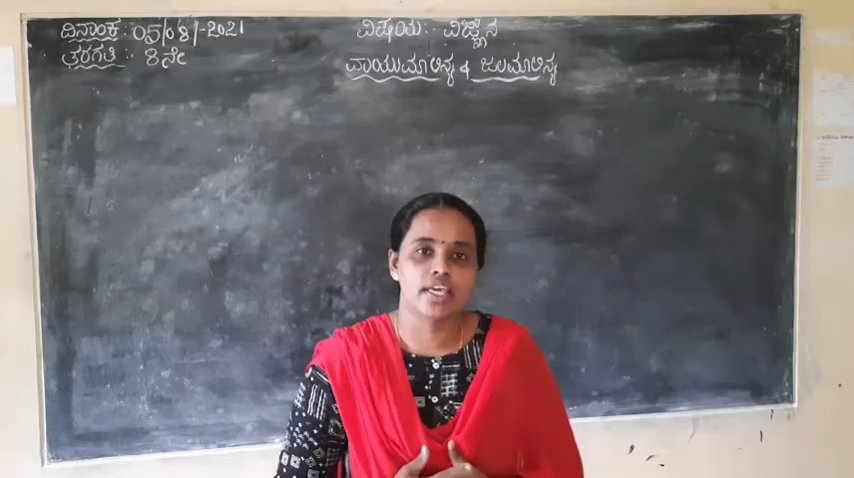 ದಿನಾಂಕ :- 05/08/-2021
ವಿಷಯ :- ವಿಜ್ಞಾನ
ತರಗತಿ :- 8ನೇ
ವಾಯುಮಾಲಿನ್ಯ & ಜಲಮಾಲಿನ್ಯ